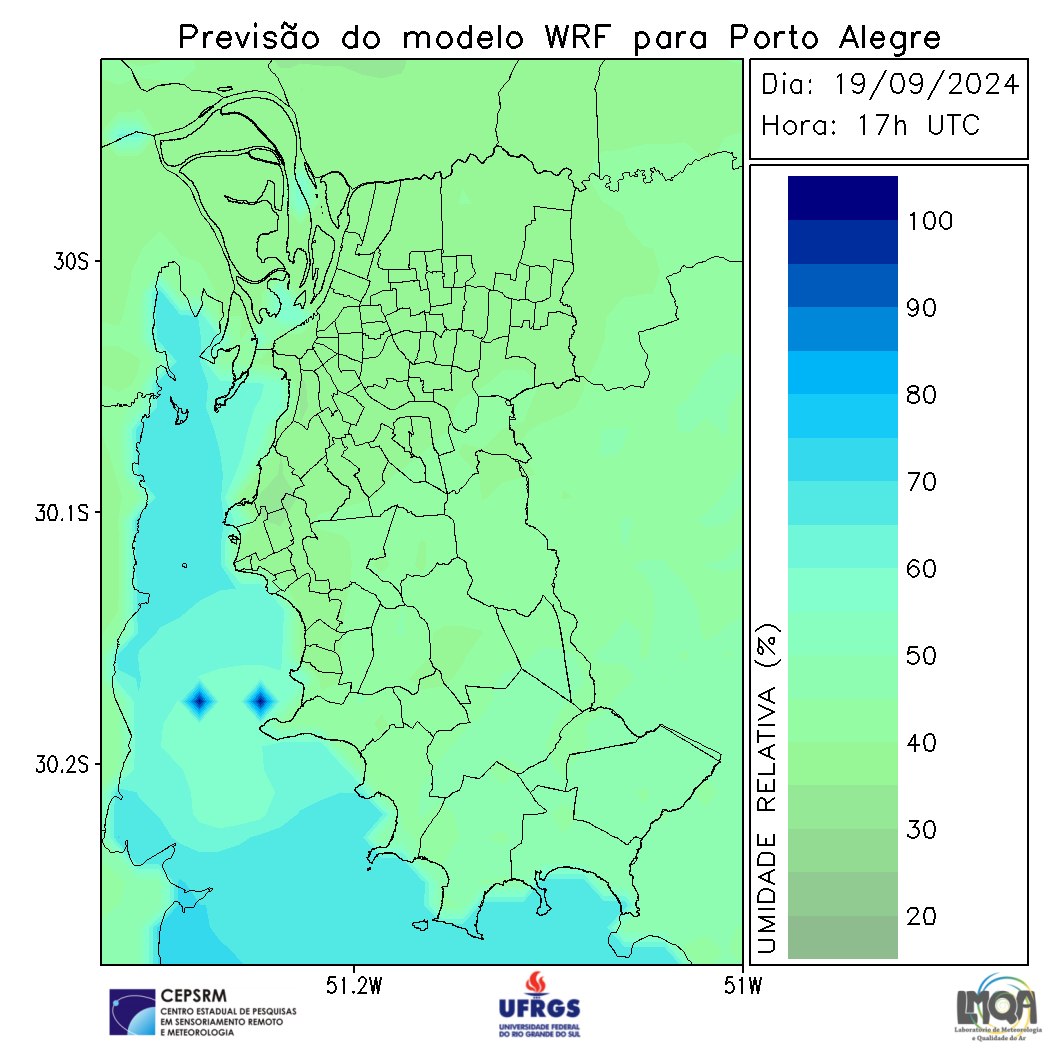 Previsão do modelo WRF para Porto Alegre
Dia: 19/09/2024
Hora: 17h UTC
30S
30.1S
30.2S
51.2W
51W
100
90
80
70
60
50
40
30
20
UMIDADE RELATIVA (%)
CEPSRM
CENTRO ESTADUAL DE PESQUISAS
EM SENSORIAMENTO REMOTO
E METEOROLOGIA
UFRGS
UNIVERSIDADE FEDERAL
DO RIO GRANDE DO SUL
LMQA
Laboratório de Meteorologia
e Qualidade do Ar